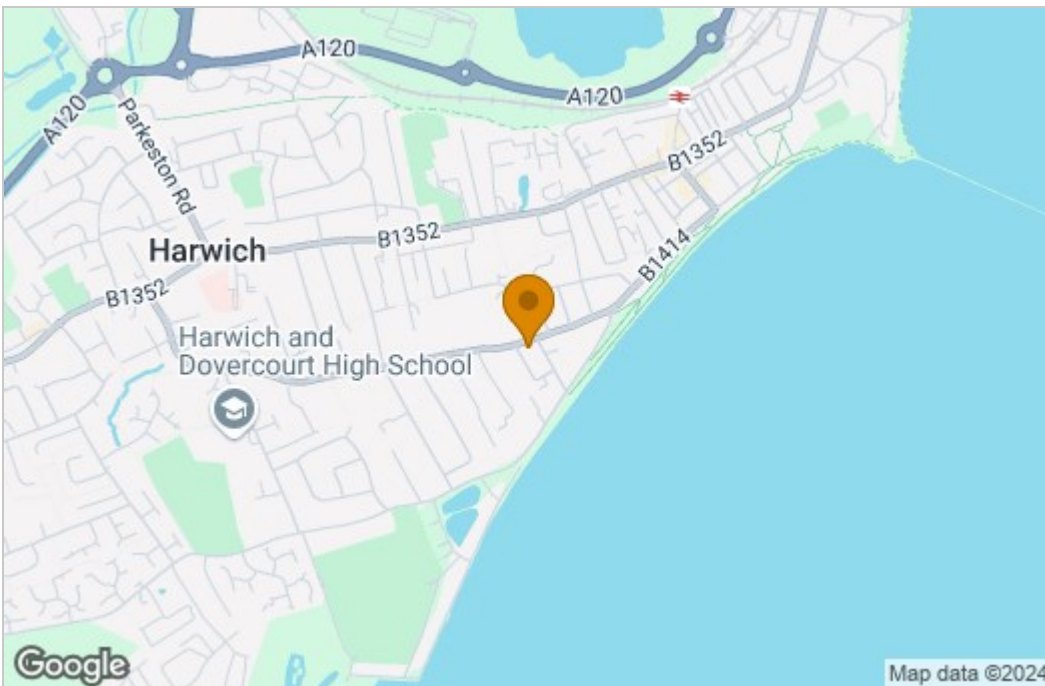 A120
A120
A120
Parkeston Rd
B1352
B1352
Harwich
B1414
B1352
Harwich and
Dovercourt High School
Google
Map data ©2024